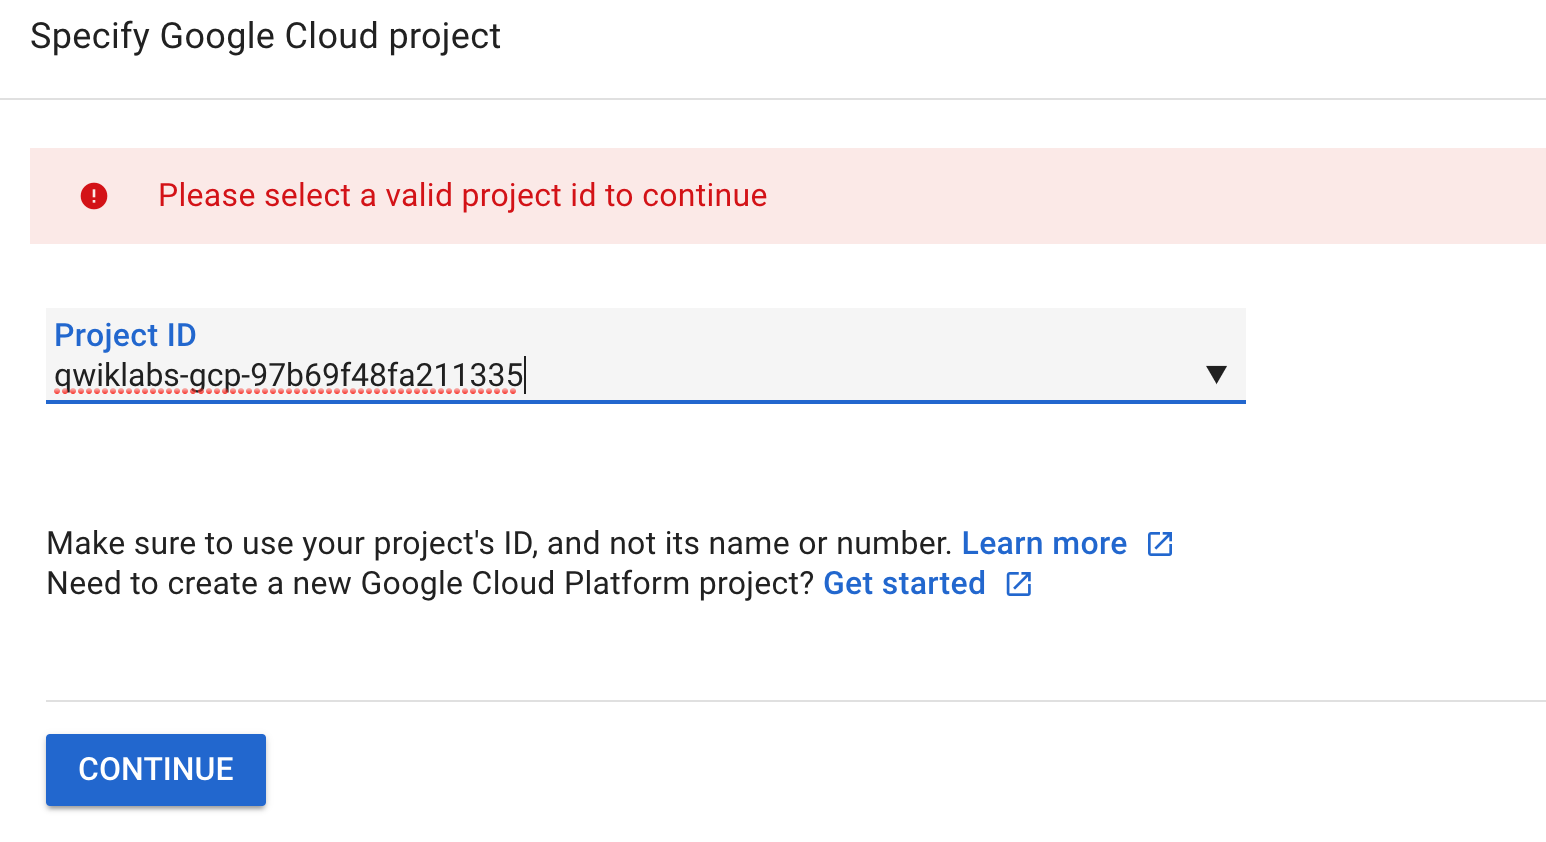 Specify Google Cloud project
Please select a valid project id to continue
Project ID
qwiklabs-gcp-97b69f48fa211335
Make sure to use your project's ID, and not its name or number. Learn more
Need to create a new Google Cloud Platform project? Get started
CONTINUE